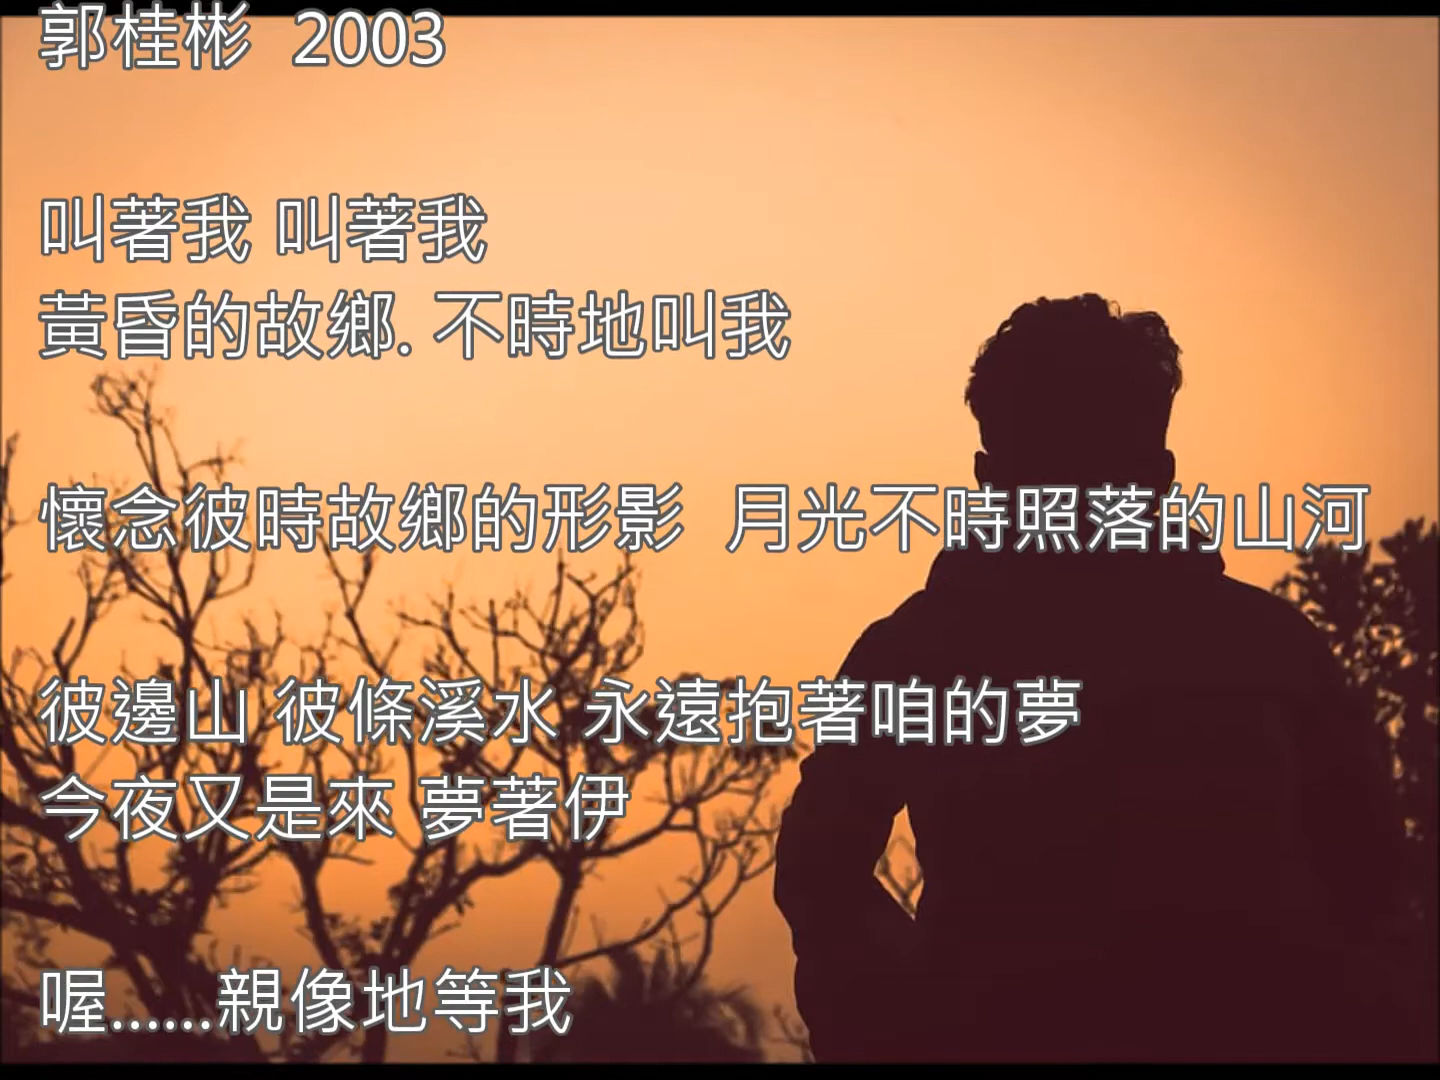 郭桂彬 2003
叫著我 叫著我
黃昏的故鄉. 不時地叫我
懷念彼時故鄉的形影 月光不時照落的山河
彼邊山 彼條溪水 永遠抱著咱的夢
今夜又是來 夢著伊
喔......親像地等我